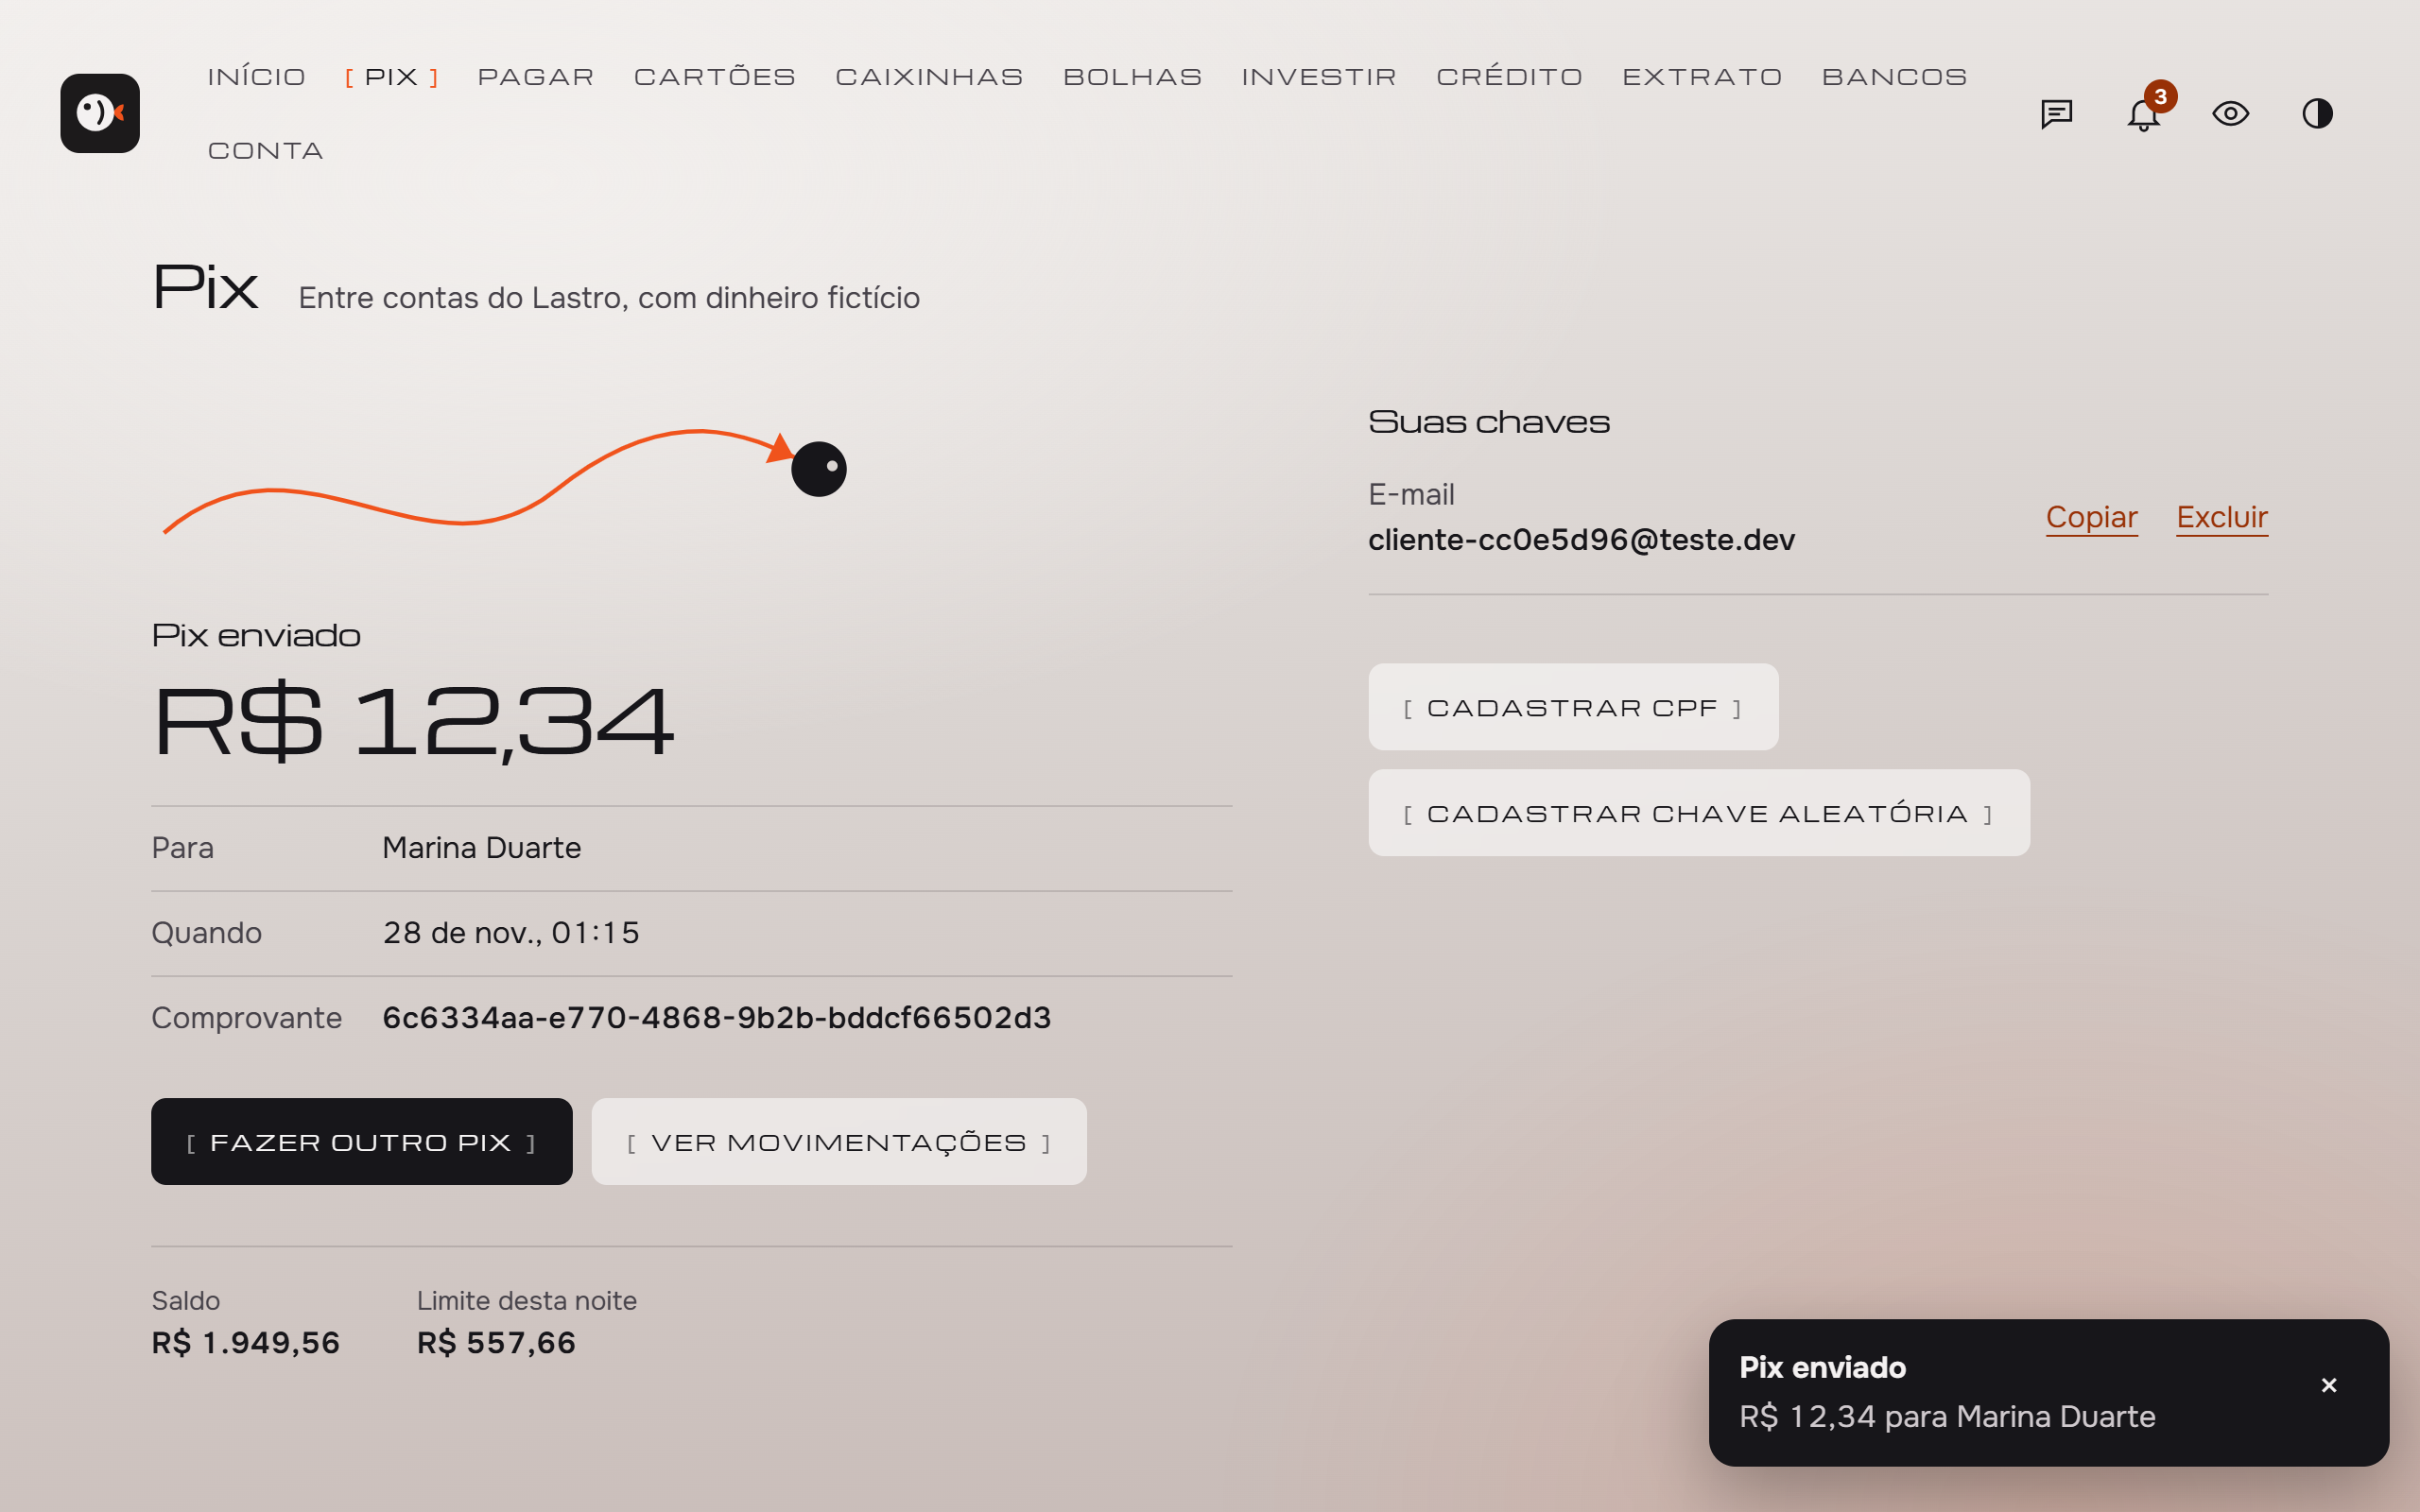 INÍCIO [ PIX ] PAGAR CARTÕES CAIXINHAS BOLHAS INVESTIR CRÉDITO EXTRATO BANCOS
CONTA
3
Pix Entre contas do Lastro, com dinheiro fictício
Pix enviado
R$ 12,34
Para Marina Duarte
Quando 28 de nov., 01:15
Comprovante 6c6334aa-e770-4868-9b2b-bddcf66502d3
[ FAZER OUTRO PIX ] [ VER MOVIMENTAÇÕES ]
Saldo Limite desta noite
R$ 1.949,56 R$ 557,66
Suas chaves
E-mail
cliente-cc0e5d96@teste.dev
Copiar Excluir
[ CADASTRAR CPF ]
[ CADASTRAR CHAVE ALEATÓRIA ]
Pix enviado
R$ 12,34 para Marina Duarte
×